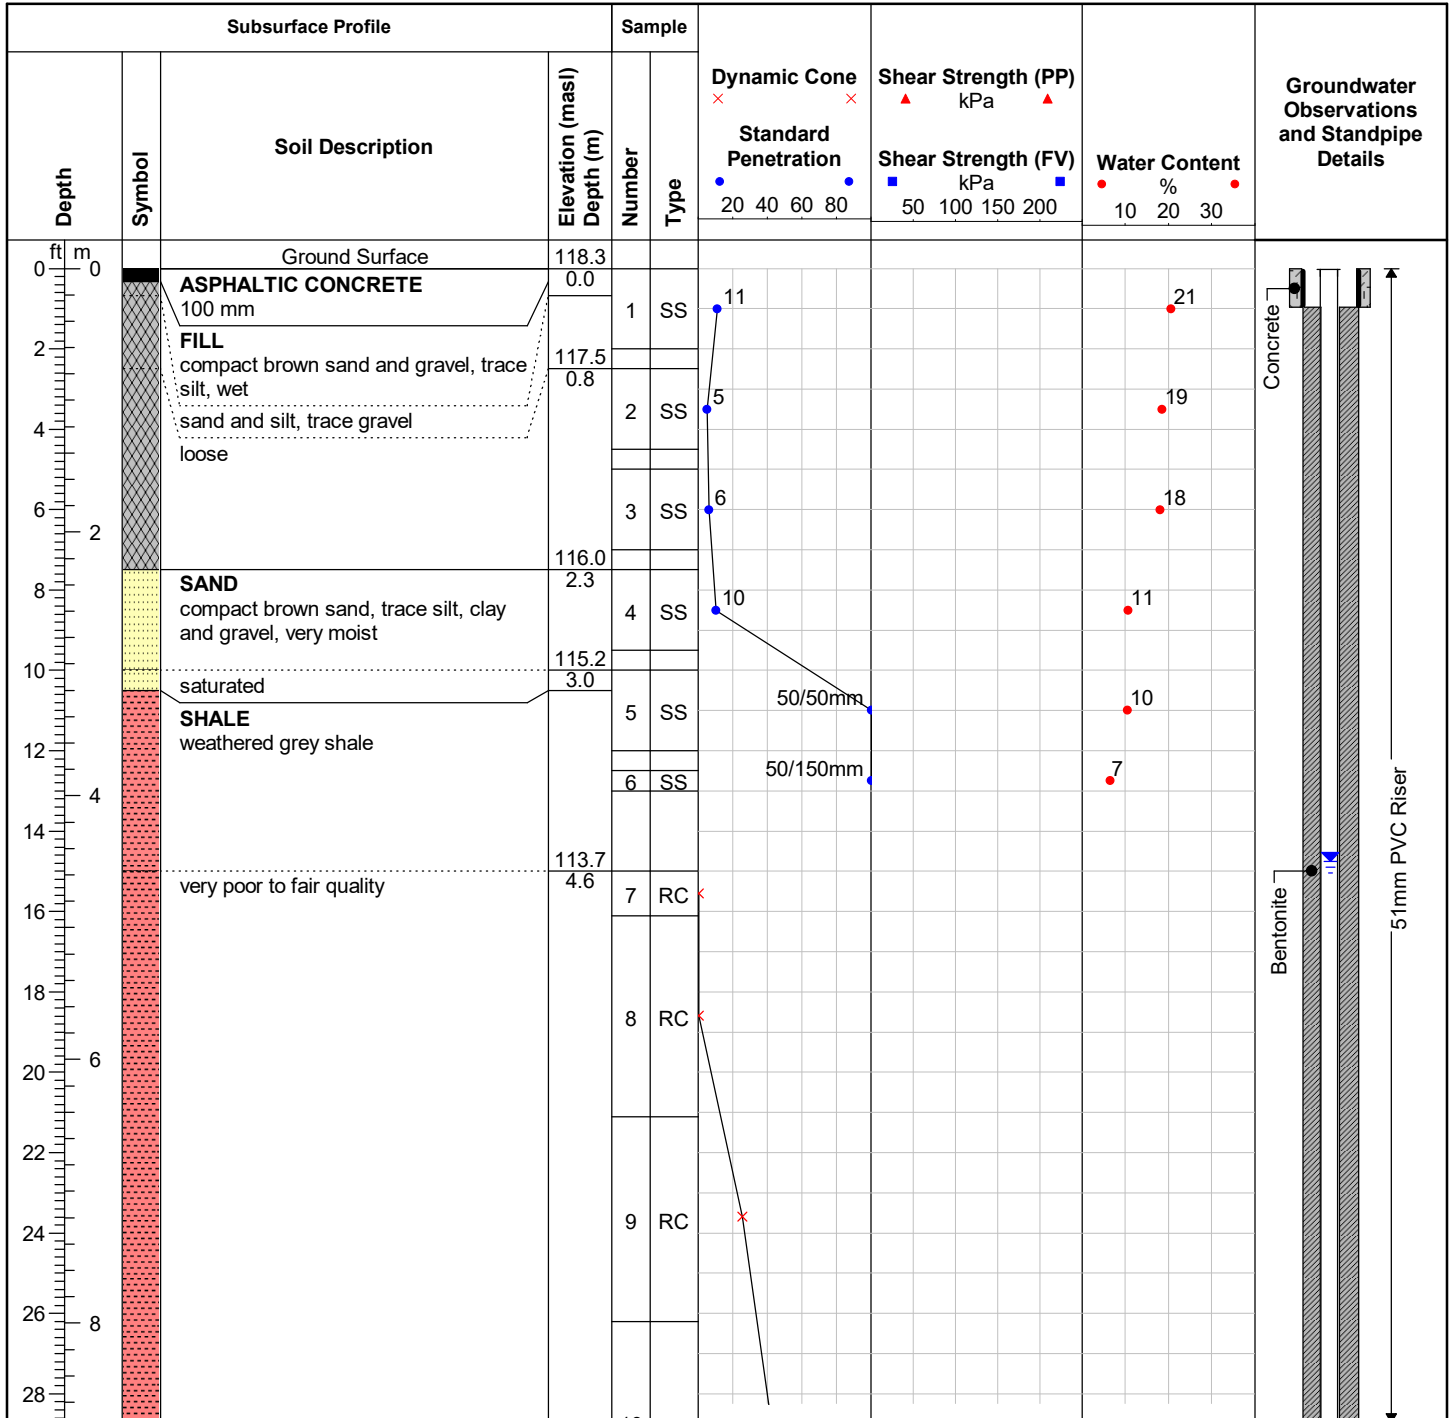 Subsurface Profile
Sample
Depth
Symbol
Soil Description
Elevation (masl)
Depth (m)
Number
Type
Dynamic Cone
Standard
Penetration
20 40 60 80
Shear Strength (PP)
kPa
Shear Strength (FV)
kPa
50 100 150 200
Water Content
%
10 20 30
Groundwater
Observations
and Standpipe
Details
ft m
Ground Surface
118.3
0 0
0.0
ASPHALTIC CONCRETE
100 mm
1 SS
11
21
Concrete
FILL
2
117.5
compact brown sand and gravel, trace
silt, wet
0.8
2 SS
5
19
sand and silt, trace gravel
4
loose
6
3 SS
6
18
2
116.0
2.3
SAND
8
compact brown sand, trace silt, clay
and gravel, very moist
4 SS
10
11
115.2
10
3.0
saturated
50/50mm
10
SHALE
5 SS
weathered grey shale
12
50/150mm
7
6 SS
4
14
51mm PVC Riser
113.7
4.6
very poor to fair quality
7 RC
16
Bentonite
18
8 RC
6
20
22
9 RC
24
26
8
28